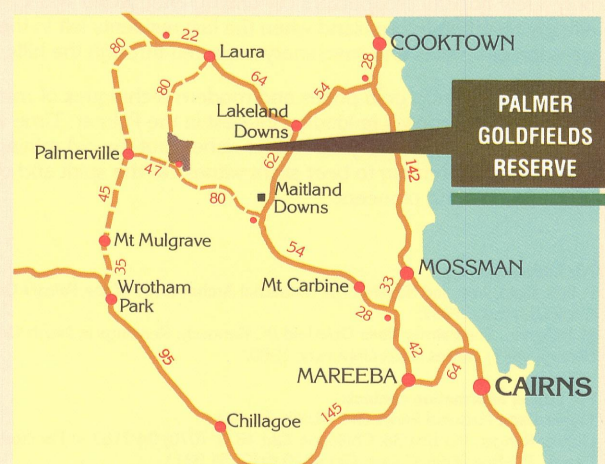 80
22
Laura
COOKTOWN
28
80
64
54
Lakeland
Downs
PALMER
GOLDFIELDS
RESERVE
Palmerville
47
62
142
45
80
Maitland
Downs
Mt Mulgrave
54
35
Mt Carbine
33
MOSSMAN
Wrotham
Park
28
95
42
MAREEBA
64
CAIRNS
Chillagoe
145